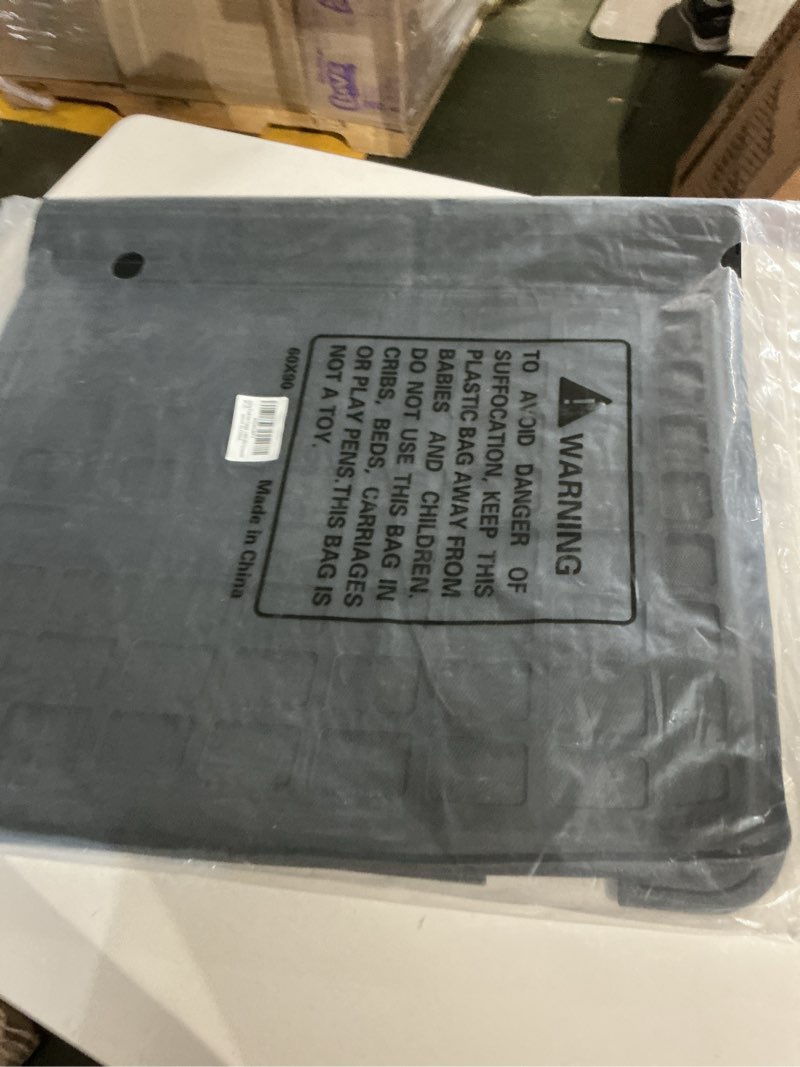 WARNING
TO AVOID DANGER OF
SUFFOCATION, KEEP THIS
PLASTIC BAG AWAY FROM
BABIES AND CHILDREN.
DO NOT USE THIS BAG IN
CRIBS, BEDS, CARRIAGES
OR PLAY PENS.THIS BAG IS
NOT A TOY.
60X90
Made in China